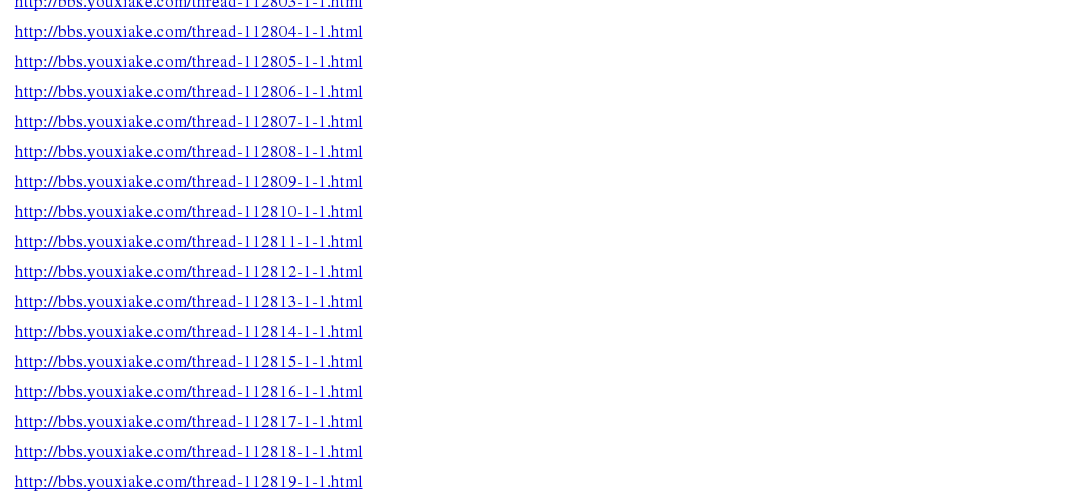 http://bbs.youxiake.com/thread-112803-1-1.html
http://bbs.youxiake.com/thread-112804-1-1.html
http://bbs.youxiake.com/thread-112805-1-1.html
http://bbs.youxiake.com/thread-112806-1-1.html
http://bbs.youxiake.com/thread-112807-1-1.html
http://bbs.youxiake.com/thread-112808-1-1.html
http://bbs.youxiake.com/thread-112809-1-1.html
http://bbs.youxiake.com/thread-112810-1-1.html
http://bbs.youxiake.com/thread-112811-1-1.html
http://bbs.youxiake.com/thread-112812-1-1.html
http://bbs.youxiake.com/thread-112813-1-1.html
http://bbs.youxiake.com/thread-112814-1-1.html
http://bbs.youxiake.com/thread-112815-1-1.html
http://bbs.youxiake.com/thread-112816-1-1.html
http://bbs.youxiake.com/thread-112817-1-1.html
http://bbs.youxiake.com/thread-112818-1-1.html
http://bbs.youxiake.com/thread-112819-1-1.html